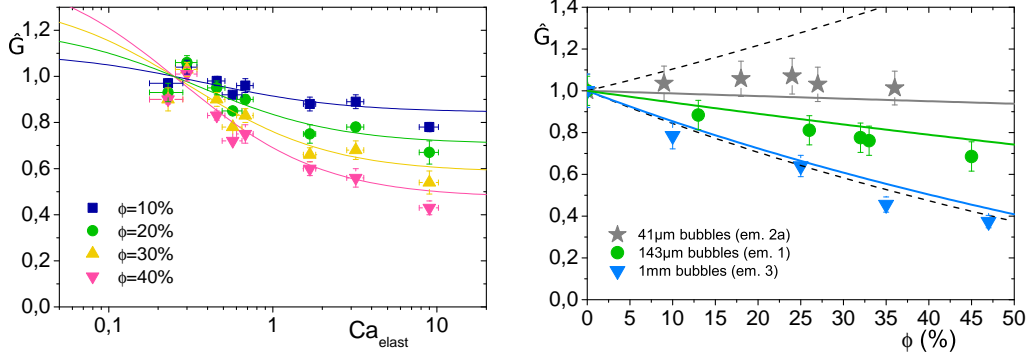 Ĝ
1,2
1,0
0,8
0,6
0,4
0,2
0,0
0,1
1
10
Ca elast
ϕ=10%
ϕ=20%
ϕ=30%
ϕ=40%
Ĝ
1,4
1,2
1
1,0
0,8
0,6
0,4
0,2
0,0
0 5 10 15 20 25 30 35 40 45 50
ϕ (%)
41µm bubbles (em. 2a)
143µm bubbles (em. 1)
1mm bubbles (em. 3)